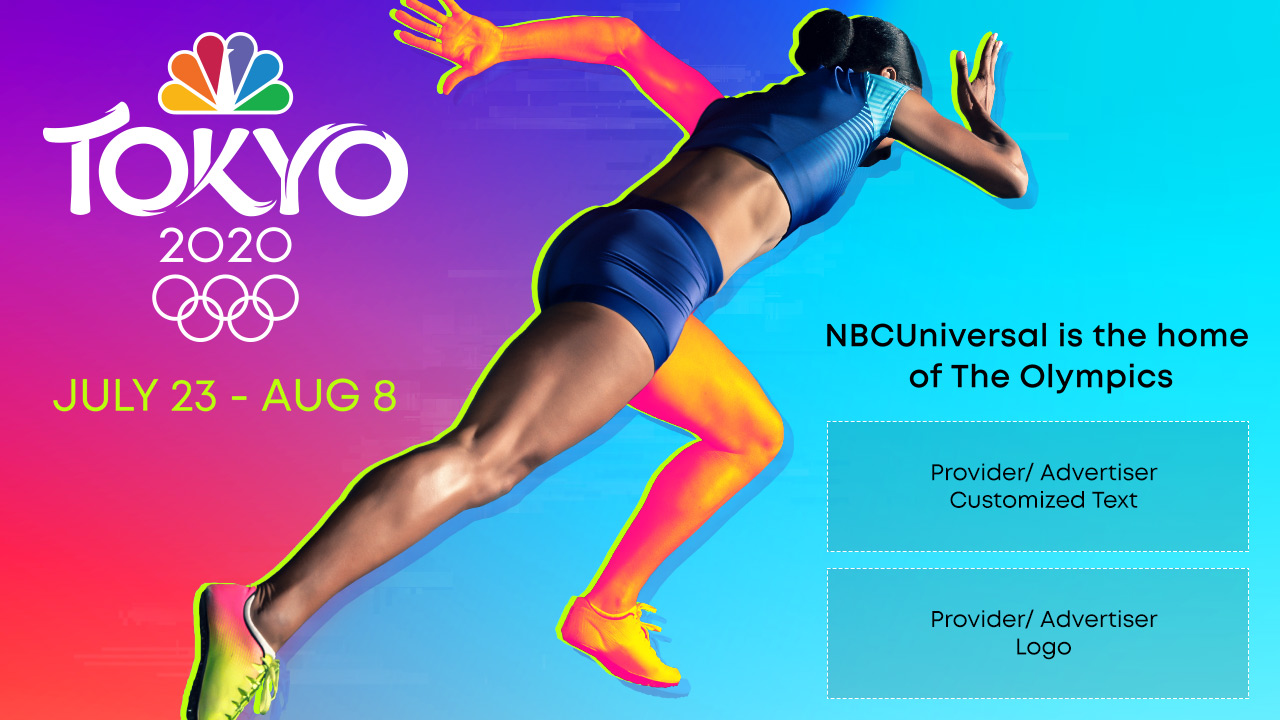 TOKYO
2020
JULY 23 - AUG 8
NBCUniversal is the home
of The Olympics
Provider/ Advertiser
Customized Text
Provider/ Advertiser
Logo